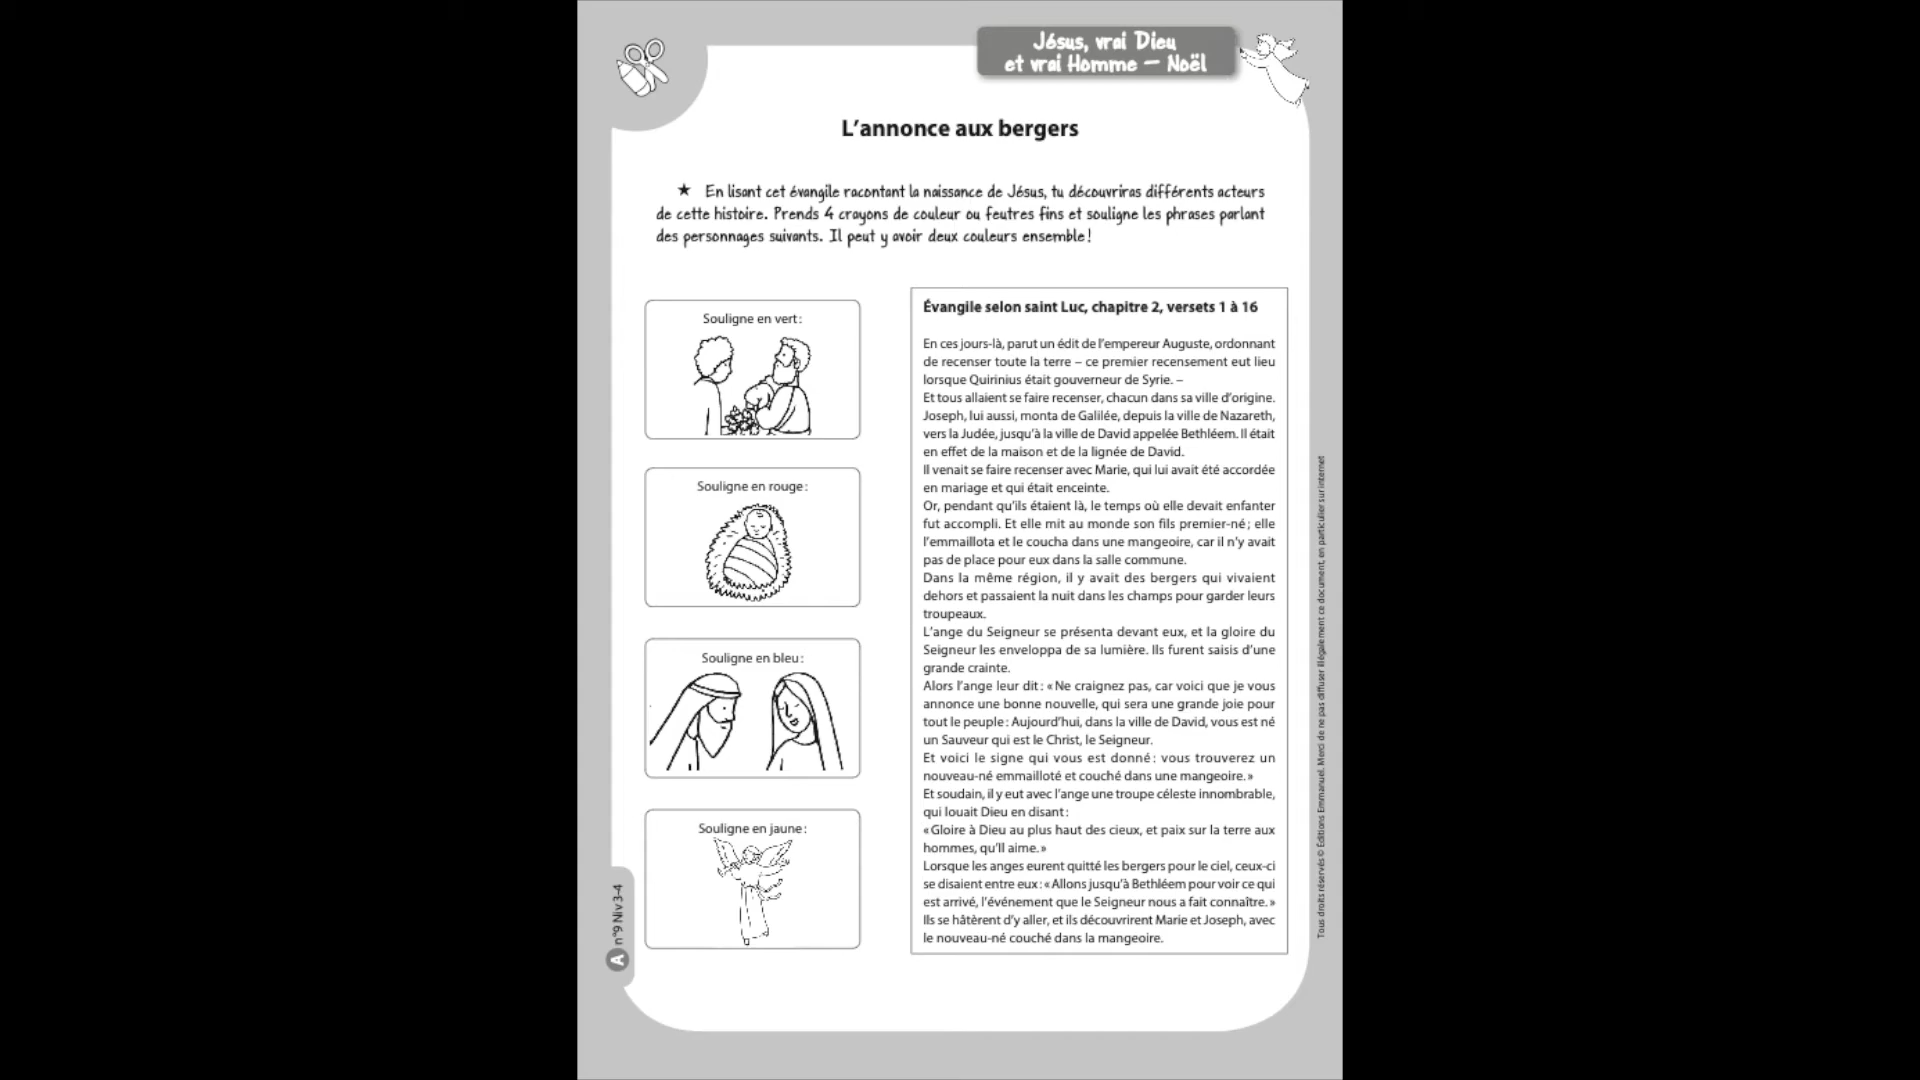 Jésus, vrai Dieu
et vrai Homme – Noël
L'annonce aux bergers
★ En lisant cet évangile racontant la naissance de Jésus, tu découvriras différents acteurs
de cette histoire. Prends 4 crayons de couleur ou feutres fins et souligne les phrases parlant
des personnages suivants. Il peut y avoir deux couleurs ensemble !
Souligne en vert :
Souligne en rouge :
Souligne en bleu :
Souligne en jaune :
Évangile selon saint Luc, chapitre 2, versets 1 à 16
En ces jours-là, parut un édit de l'empereur Auguste, ordonnant
de recenser toute la terre – ce premier recensement eut lieu
lorsque Quirinius était gouverneur de Syrie. –
Et tous allaient se faire recenser, chacun dans sa ville d'origine.
Joseph, lui aussi, monta de Galilée, depuis la ville de Nazareth,
vers la Judée, jusqu'à la ville de David appelée Bethléem. Il était
en effet de la maison et de la lignée de David.
Il venait se faire recenser avec Marie, qui lui avait été accordée
en mariage et qui était enceinte.
Or, pendant qu'ils étaient là, le temps où elle devait enfanter
fut accompli. Et elle mit au monde son fils premier-né ; elle
l'emmaillota et le coucha dans une mangeoire, car il n'y avait
pas de place pour eux dans la salle commune.
Dans la même région, il y avait des bergers qui vivaient
dehors et passaient la nuit dans les champs pour garder leurs
troupeaux.
L'ange du Seigneur se présenta devant eux, et la gloire du
Seigneur les enveloppa de sa lumière. Ils furent saisis d'une
grande crainte.
Alors l'ange leur dit : « Ne craignez pas, car voici que je vous
annonce une bonne nouvelle, qui sera une grande joie pour
tout le peuple : Aujourd'hui, dans la ville de David, vous est né
un Sauveur qui est le Christ, le Seigneur.
Et voici le signe qui vous est donné : vous trouverez un
nouveau-né emmailloté et couché dans une mangeoire. »
Et soudain, il y eut avec l'ange une troupe céleste innombrable,
qui louait Dieu en disant :
« Gloire à Dieu au plus haut des cieux, et paix sur la terre aux
hommes, qu'Il aime. »
Lorsque les anges eurent quitté les bergers pour le ciel, ceux-ci
se disaient entre eux : « Allons jusqu'à Bethléem pour voir ce qui
est arrivé, l'événement que le Seigneur nous a fait connaître. »
Ils se hâtèrent d'y aller, et ils découvrirent Marie et Joseph, avec
le nouveau-né couché dans la mangeoire.
A n°9 Niv 3-4
Tous droits réservés © Éditions Emmanuel. Merci de ne pas diffuser illégalement ce document, en particulier sur internet